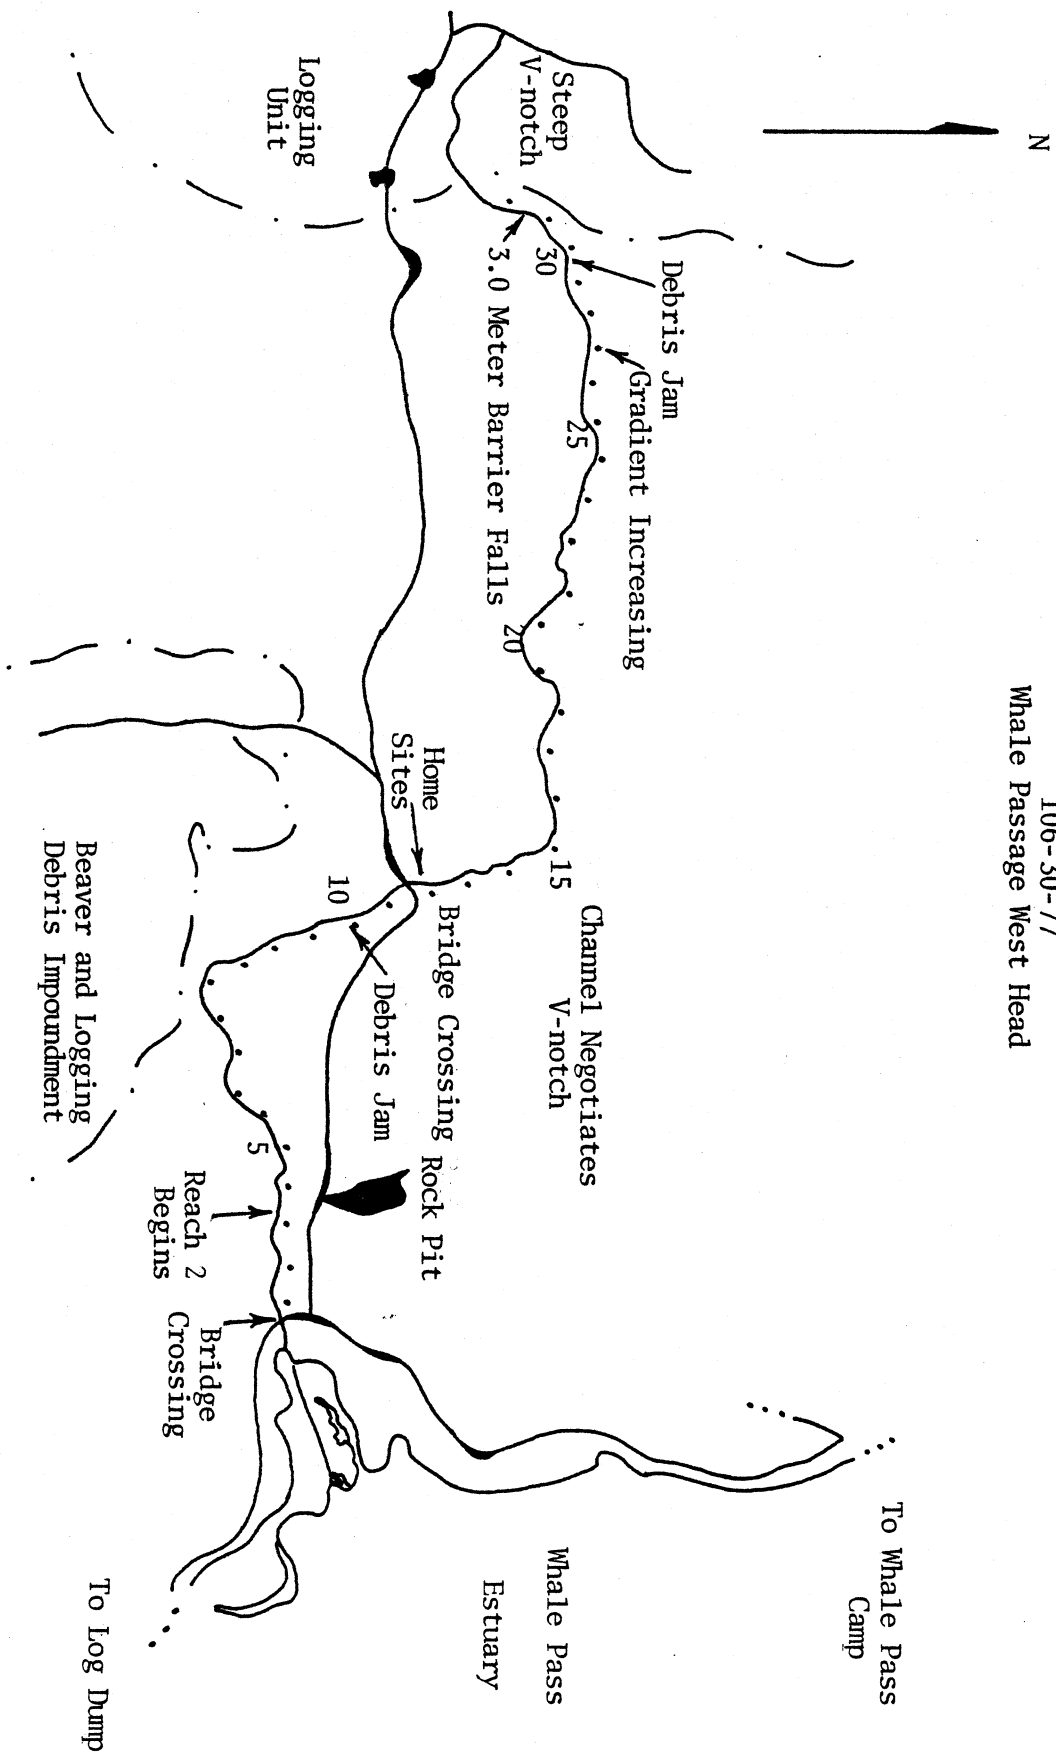 106-30-77
Whale Passage West Head
N
Steep
V-notch
Logging
Unit
30
3.0 Meter Barrier Falls
Debris Jam
Gradient Increasing
25
20
Home
Sites
15
Channel Negotiates
V-notch
Bridge Crossing
10
Debris Jam
Rock Pit
Beaver and Logging
Debris Impoundment
5
Reach 2
Begins
Bridge
Crossing
To Whale Pass
Camp
Whale Pass
Estuary
To Log Dump